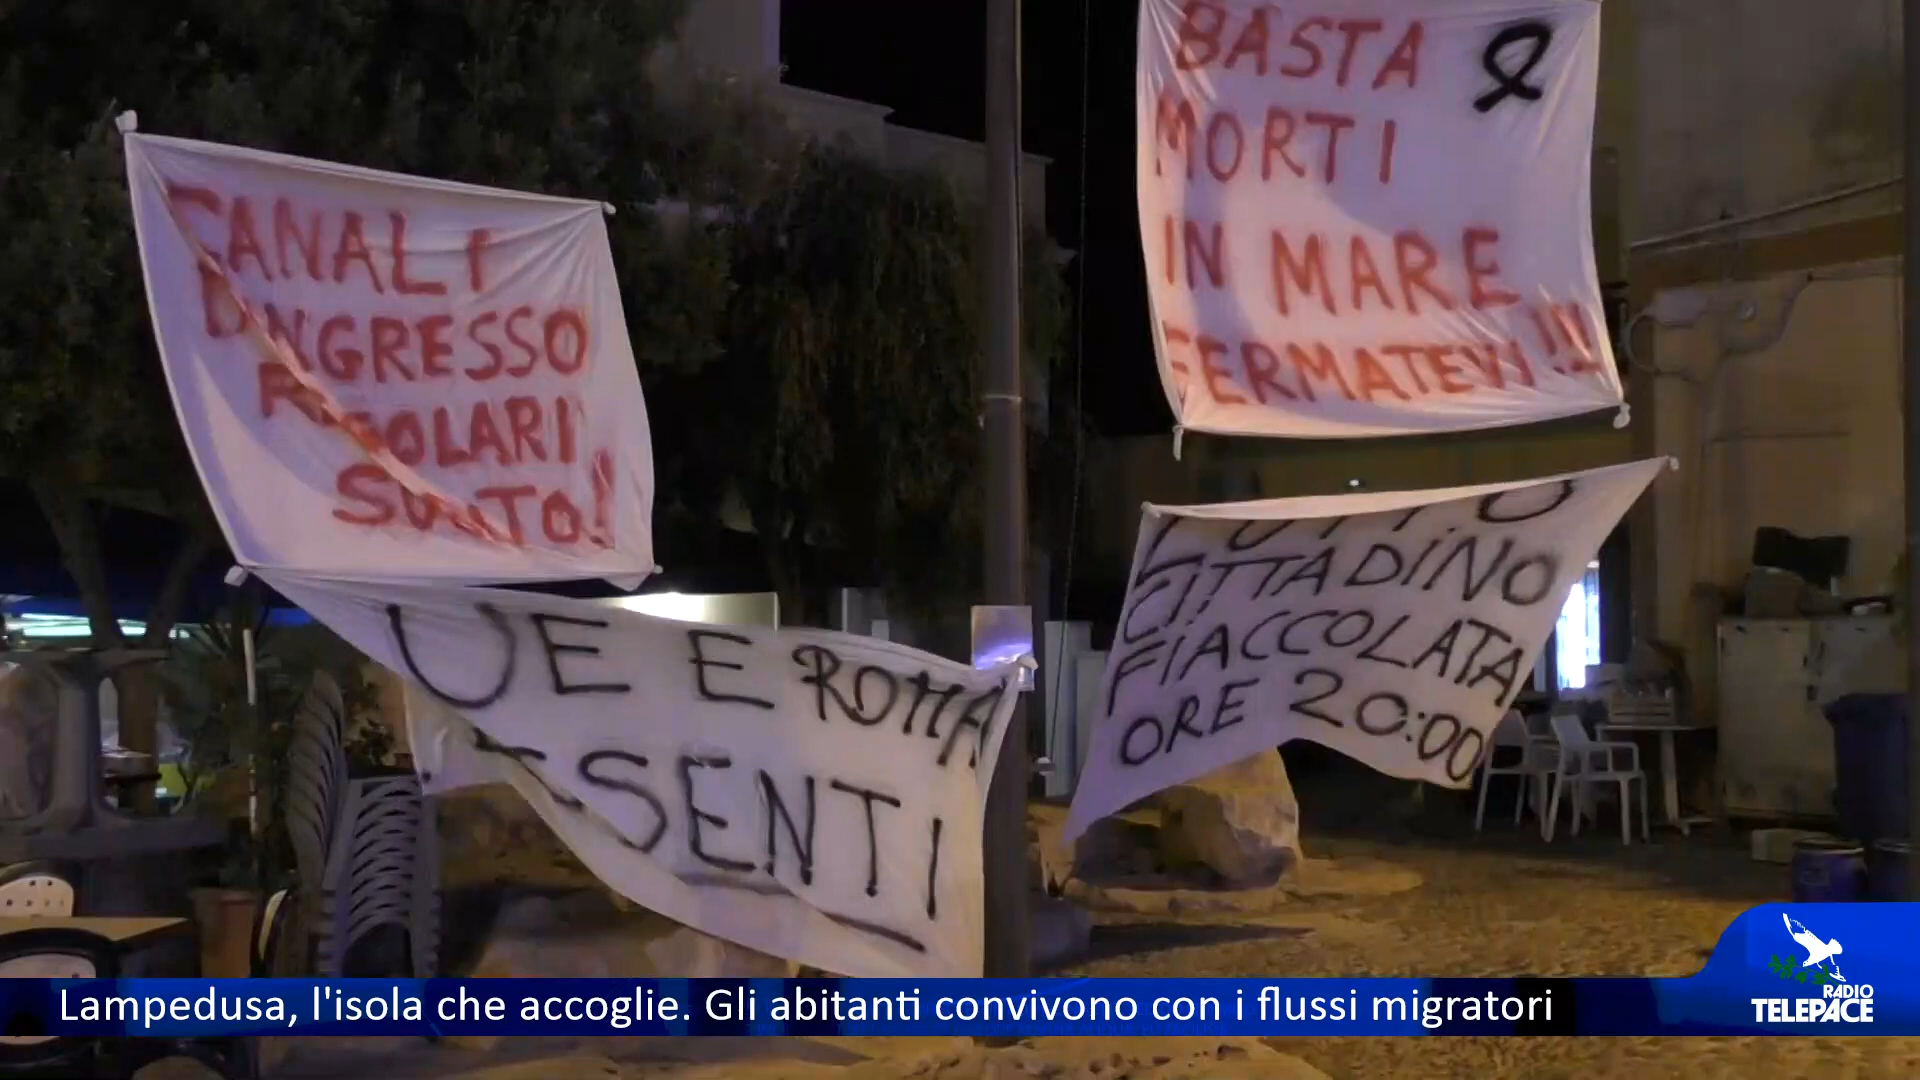 CANALI
D'INGRESSO
REGOLARI
SUBITO!
BASTA
MORTI
IN MARE
FERMATEVI!!!
UE E ROMA
ASSENTI
LUTTO
CITTADINO
FIACCOLATA
ORE 20:00
Lampedusa, l'isola che accoglie. Gli abitanti convivono con i flussi migratori
RADIO
TELEPACE